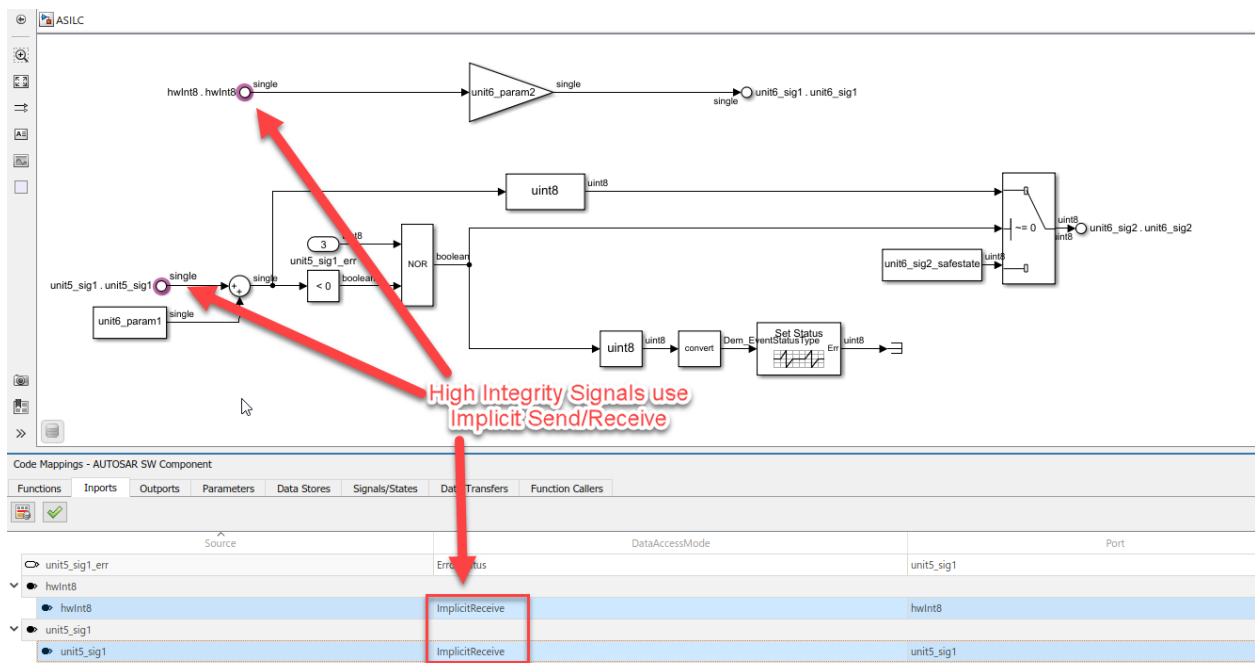 ASILC
hwInt8 . hwInt8
single
unit6_param2
single
single
unit6_sig1 . unit6_sig1
uint8
uint8
3
unit5_sig1_err
NOR
boolean
~= 0
uint8
uint8
unit6_sig2 . unit6_sig2
unit6_sig2_safestate
uint8
unit5_sig1 . unit5_sig1
single
single
< 0
boolean
unit6_param1
single
uint8
uint8
convert
Dem_EventStatusType
Set Status
Err
uint8
High Integrity Signals use
Implicit Send/Receive
Code Mappings - AUTOSAR SW Component
Functions Inports Outports Parameters Data Stores Signals/States Transfers Function Callers
Source DataAccessMode Port
unit5_sig1_err unit5_sig1
hwInt8
hwInt8 ImplicitReceive hwInt8
unit5_sig1
unit5_sig1 ImplicitReceive unit5_sig1